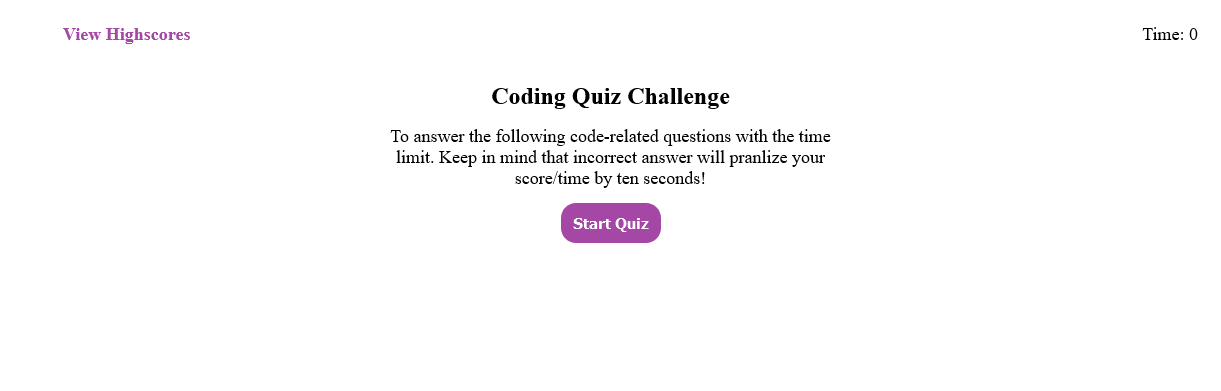 View Highscores
Time: 0
Coding Quiz Challenge
To answer the following code-related questions with the time
limit. Keep in mind that incorrect answer will pranlize your
score/time by ten seconds!
Start Quiz